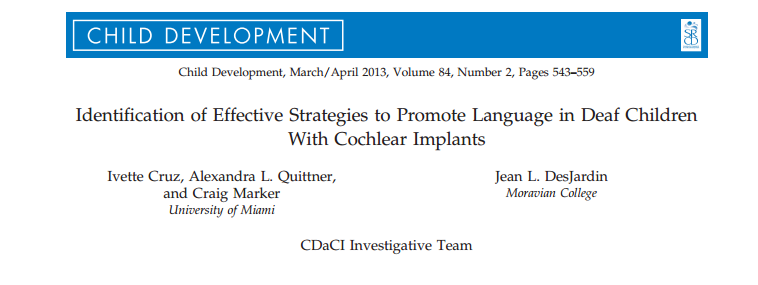 CHILD DEVELOPMENT
Child Development, March/April 2013, Volume 84, Number 2, Pages 543–559
Identification of Effective Strategies to Promote Language in Deaf Children
With Cochlear Implants
Ivette Cruz, Alexandra L. Quittner,
and Craig Marker
University of Miami
Jean L. DesJardin
Moravian College
CDaCI Investigative Team